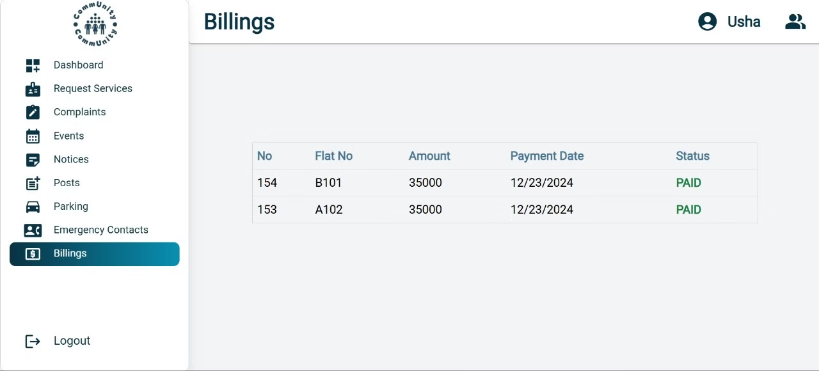 CommUnity
CommUnity
Billings
Usha
Dashboard
Request Services
Complaints
Events
Notices
Posts
Parking
Emergency Contacts
Billings
Logout
No Flat No Amount Payment Date Status
154 B101 35000 12/23/2024 PAID
153 A102 35000 12/23/2024 PAID